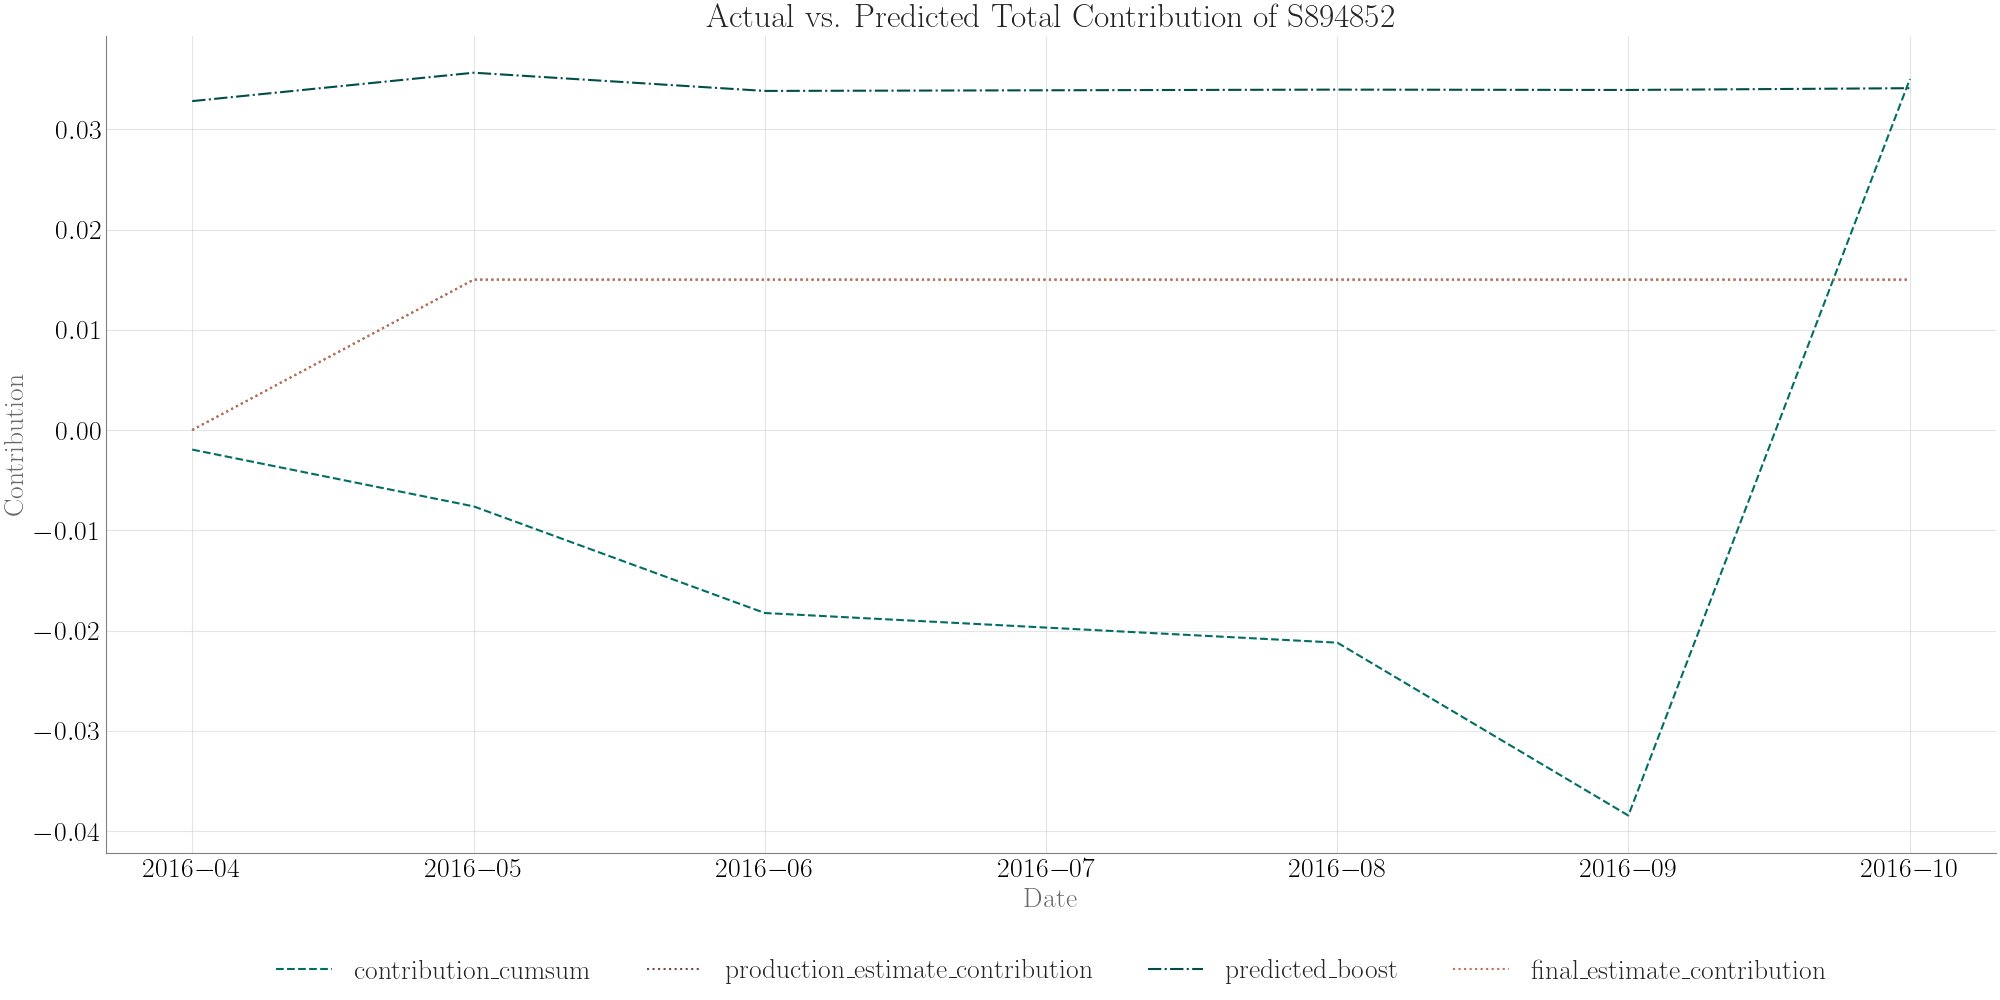 Actual vs. Predicted Total Contribution of S894852
Contribution
0.03
0.02
0.01
0.00
−0.01
−0.02
−0.03
−0.04
2016−04 2016−05 2016−06 2016−07 2016−08 2016−09 2016−10
Date
contribution_cumsum production_estimate_contribution predicted_boost final_estimate_contribution